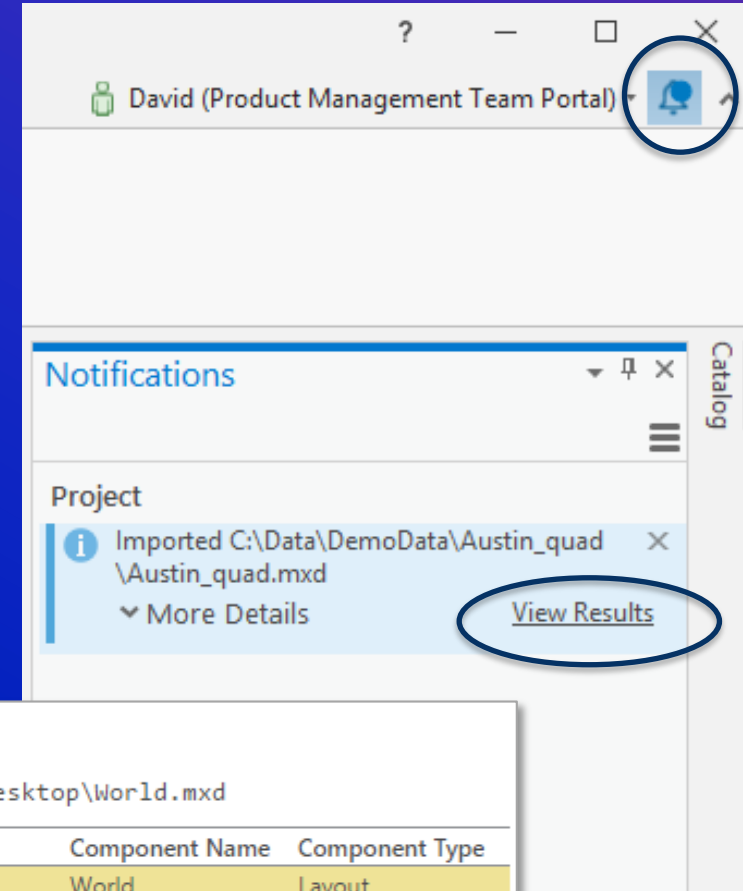 ?
David (Product Management Team Portal)
Catalog
Notifications
Project
Imported C:\Data\DemoData\Austin_quad
\Austin_quad.mxd
More Details View Results
esktop\World.mxd
Component Name Component Type
World Layout